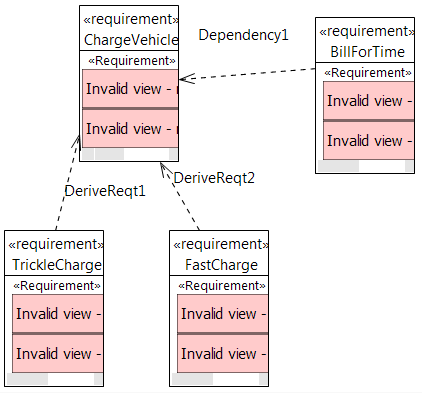 «requirement»
ChargeVehicle
«Requirement»
Invalid view -
Invalid view -
Dependency1
«requirement»
BillForTime
«Requirement»
Invalid view -
Invalid view -
DeriveReqt1
DeriveReqt2
«requirement»
TrickleCharge
«Requirement»
Invalid view -
Invalid view -
«requirement»
FastCharge
«Requirement»
Invalid view -
Invalid view -